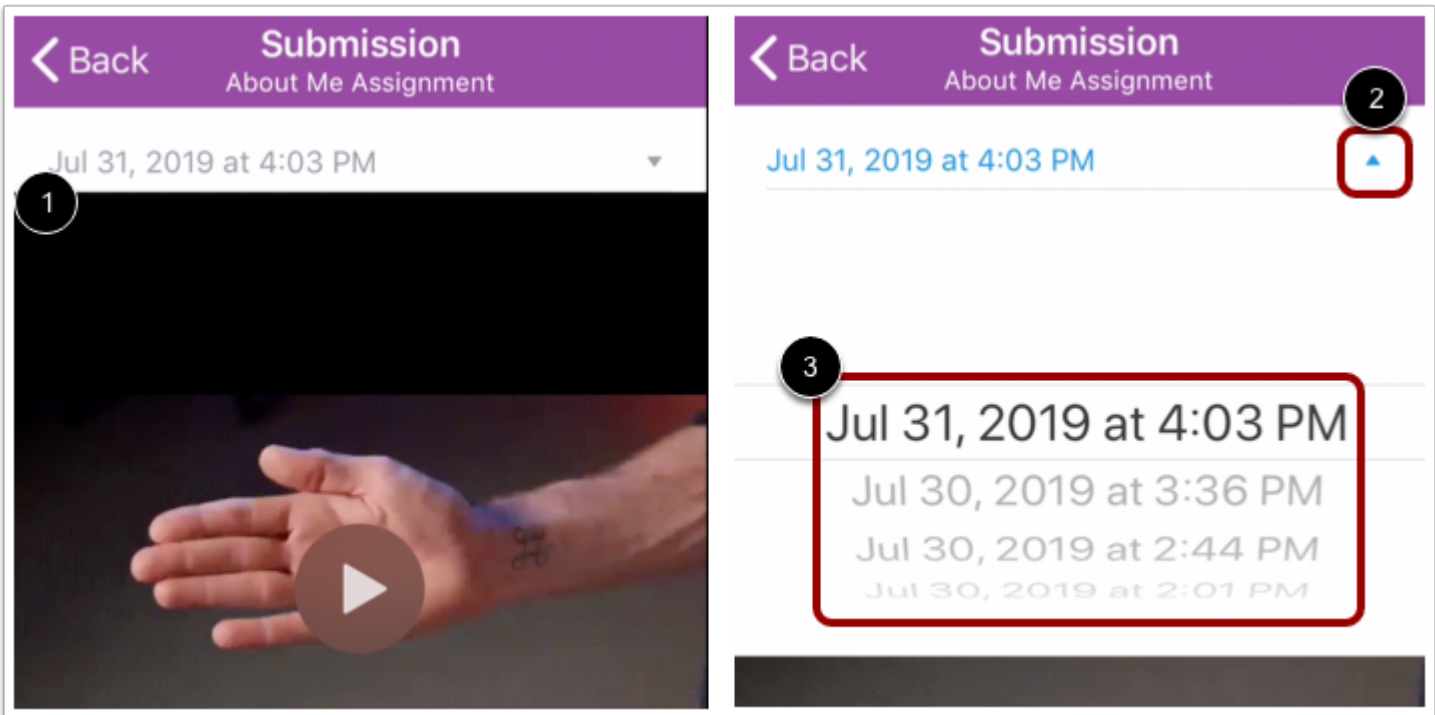 Back
Submission
About Me Assignment
Jul 31, 2019 at 4:03 PM
1
Back
Submission
About Me Assignment
2
Jul 31, 2019 at 4:03 PM
3
Jul 31, 2019 at 4:03 PM
Jul 30, 2019 at 3:36 PM
Jul 30, 2019 at 2:44 PM
Jul 30, 2019 at 2:01 PM